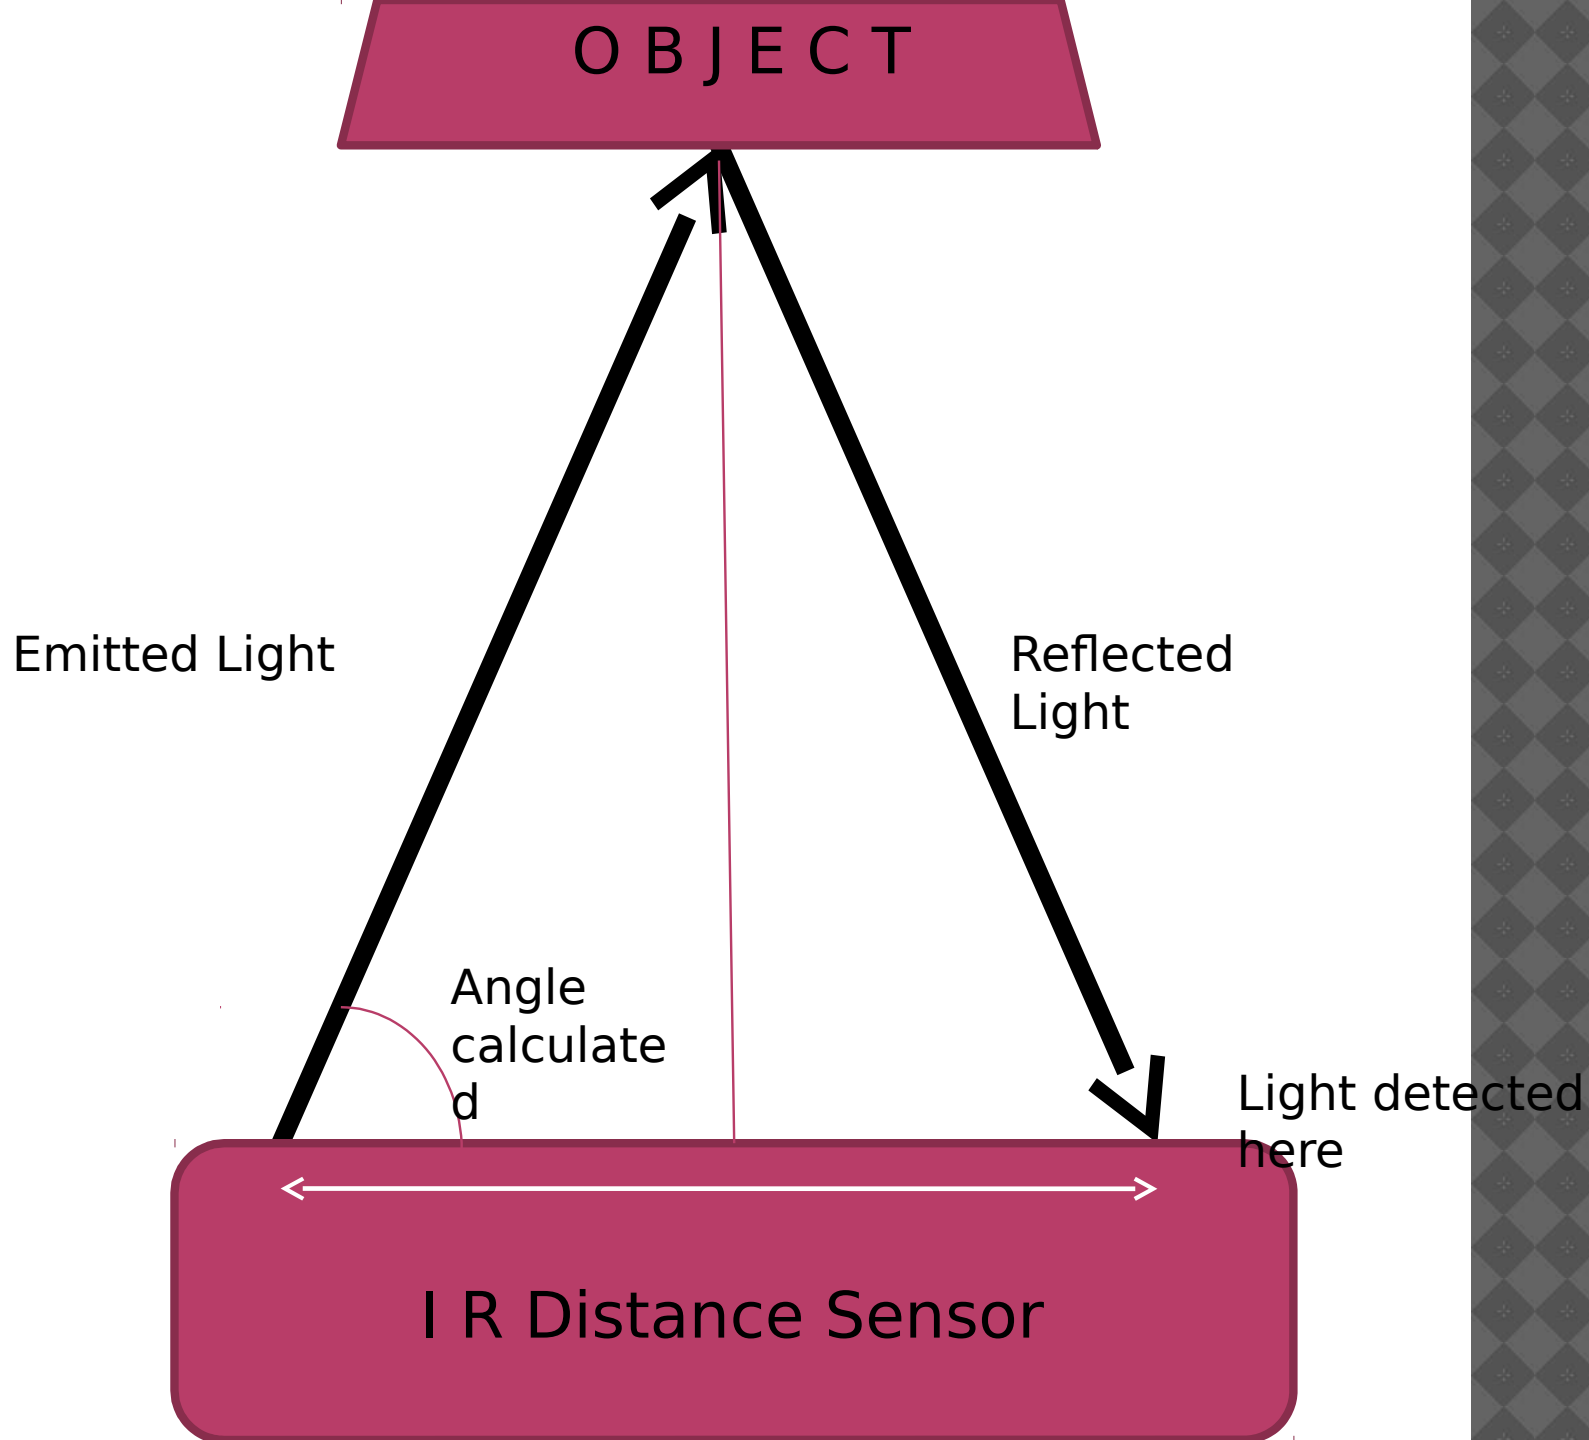 O B J E C T
Emitted Light
Reflected
Light
Angle
calculate
d
Light detected
here
I R Distance Sensor